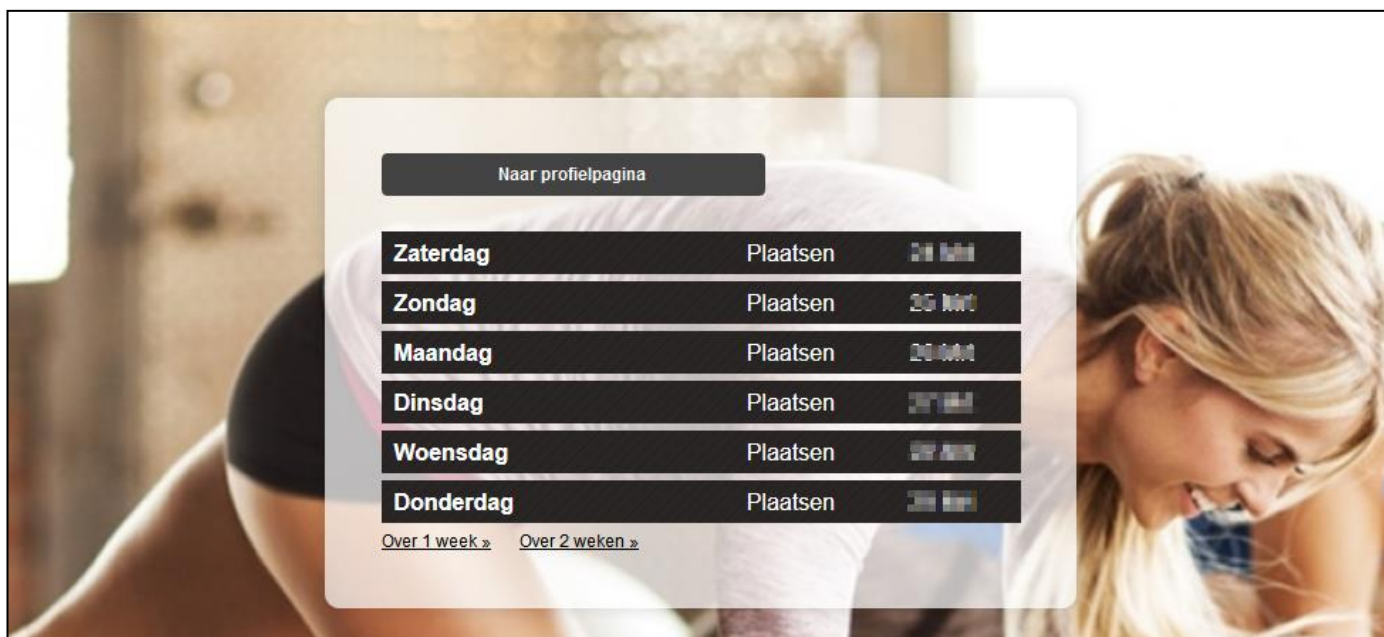 Naar profielpagina
Zaterdag Plaatsen
Zondag Plaatsen
Maandag Plaatsen
Dinsdag Plaatsen
Woensdag Plaatsen
Donderdag Plaatsen
Over 1 week » Over 2 weken »